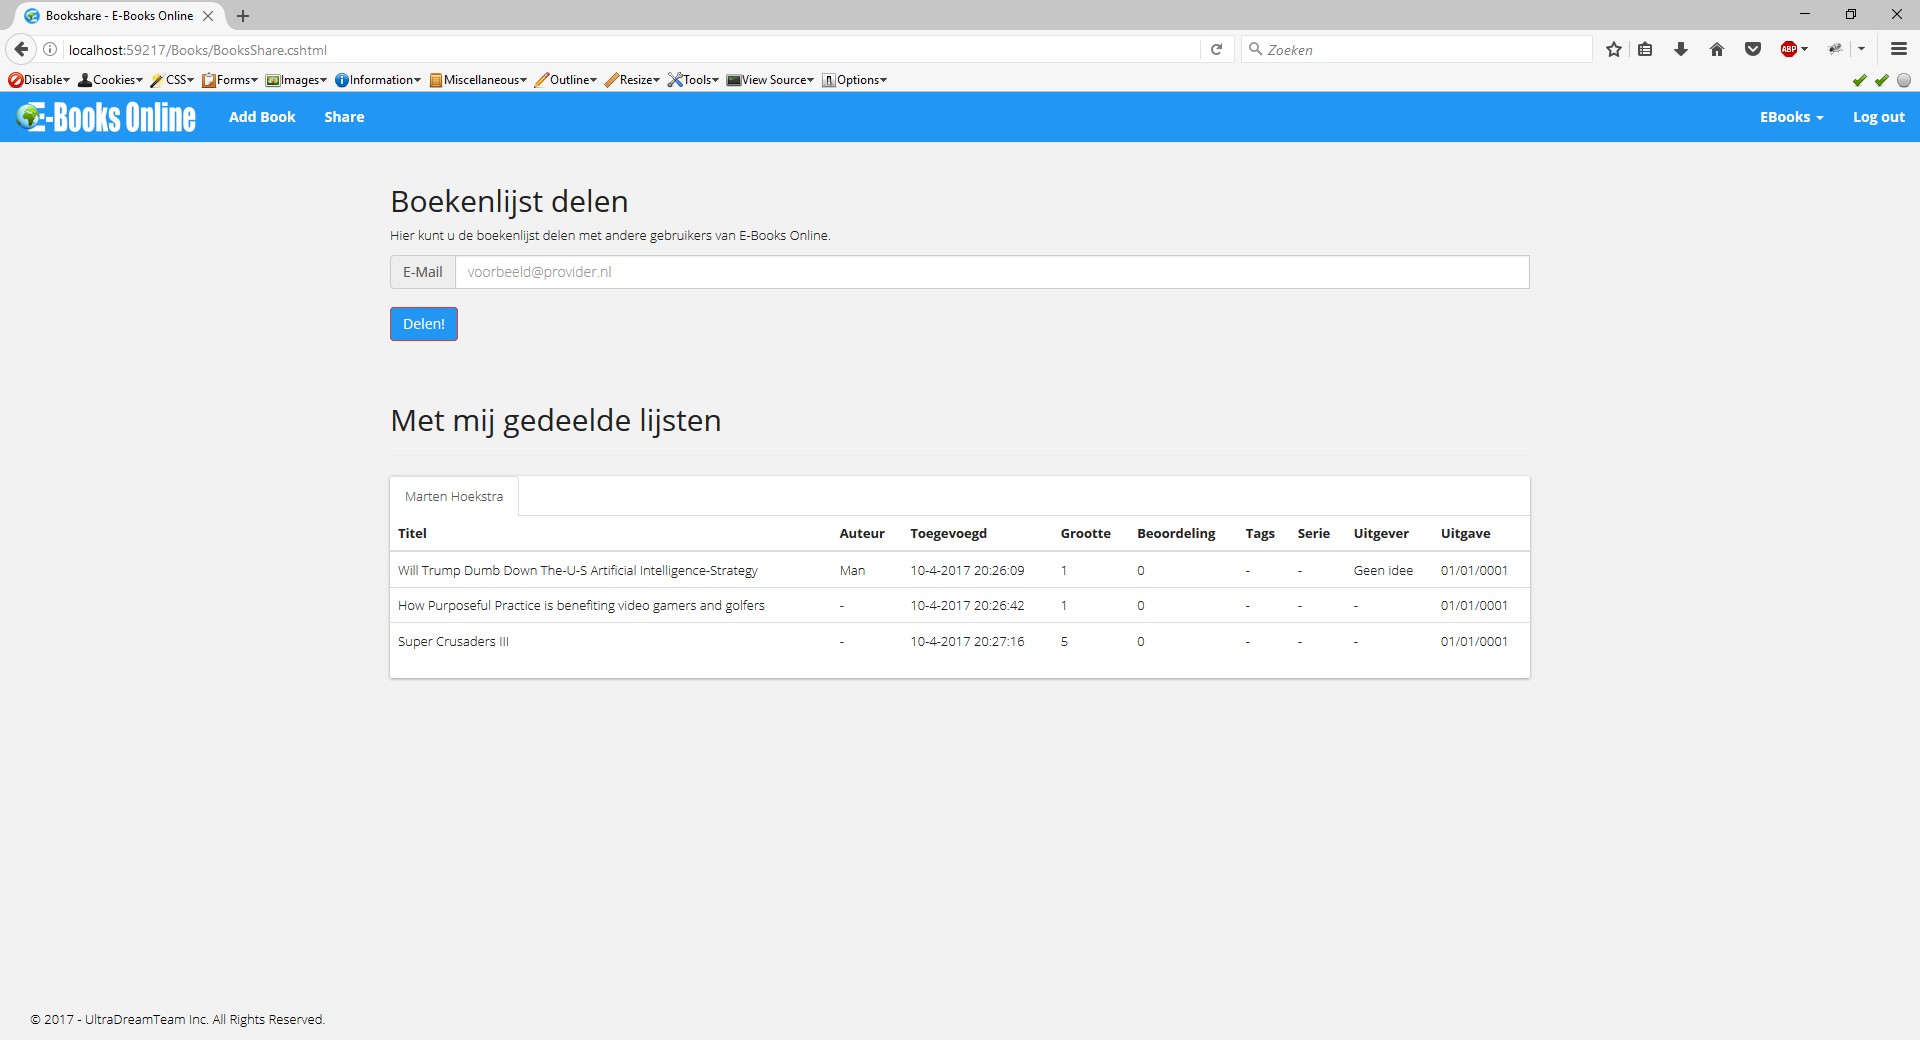 Bookshare - E-Books Online
localhost:59217/Books/BooksShare.cshtml
Zoeken
ABP
Disable Cookies CSS Forms Images Information Miscellaneous Outline Resize Tools View Source Options
E-Books Online Add Book Share EBooks Log out
Boekenlijst delen
Hier kunt u de boekenlijst delen met andere gebruikers van E-Books Online.
E-Mail voorbeeld@provider.nl
Delen!
Met mij gedeelde lijsten
Marten Hoekstra
Titel Auteur Toegevoegd Grootte Beoordeling Tags Serie Uitgever Uitgave
Will Trump Dumb Down The-U-S Artificial Intelligence-Strategy Man 10-4-2017 20:26:09 1 0 - - Geen idee 01/01/0001
How Purposeful Practice is benefiting video gamers and golfers - 10-4-2017 20:26:42 1 0 - - - 01/01/0001
Super Crusaders III - 10-4-2017 20:27:16 5 0 - - - 01/01/0001
© 2017 - UltraDreamTeam Inc. All Rights Reserved.